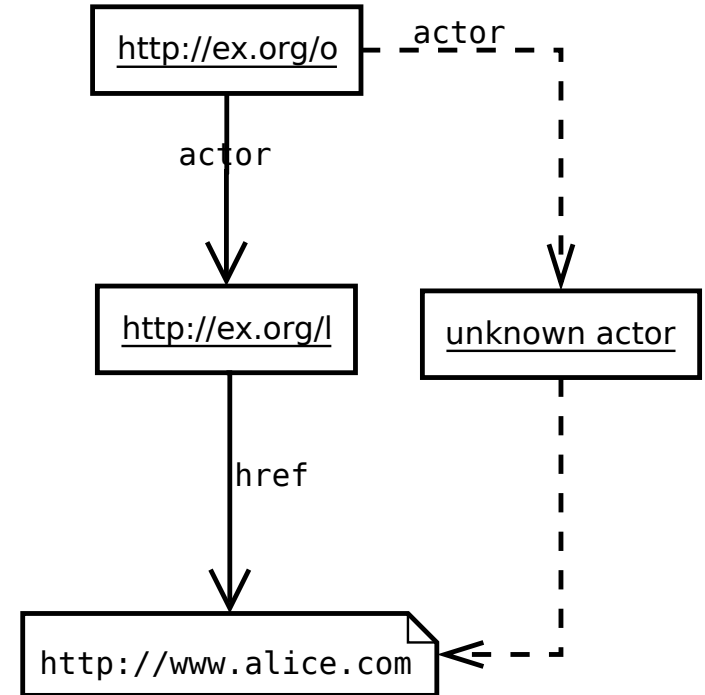 http://ex.org/o
actor
actor
http://ex.org/l
unknown actor
href
http://www.alice.com